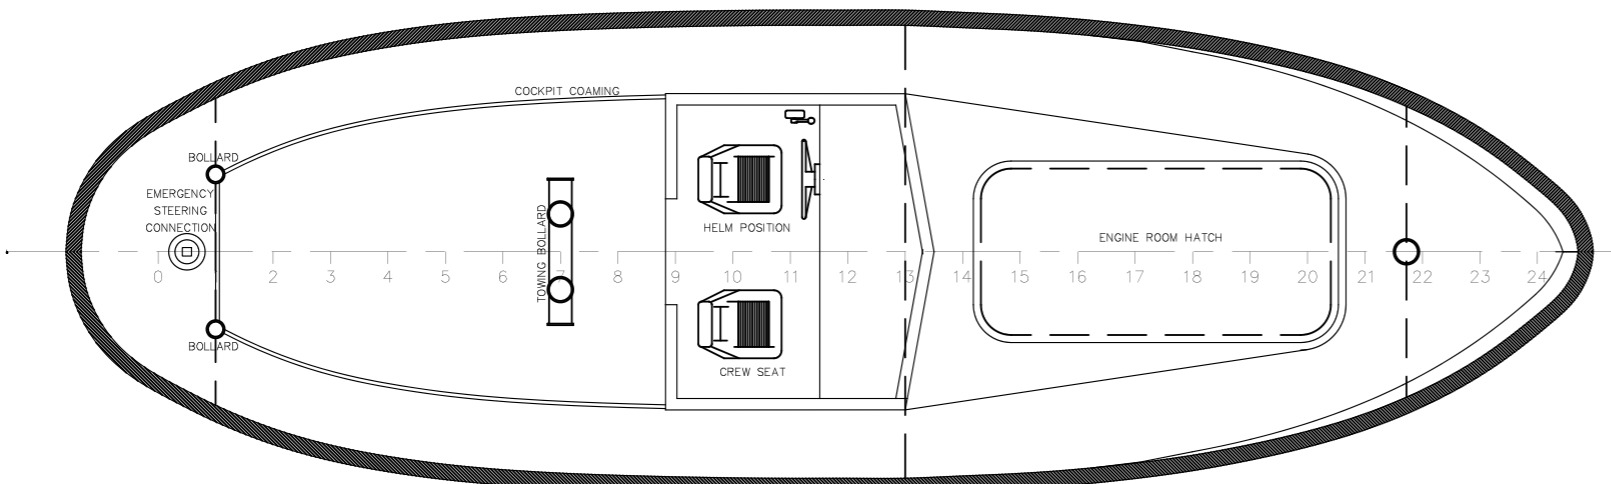 COCKPIT COAMING
BOLLARD
EMERGENCY
STEERING
CONNECTION
TOWING BOLLARD
HELM POSITION
ENGINE ROOM HATCH
0 1 2 3 4 5 6 7 8 9 10 11 12 13 14 15 16 17 18 19 20 21 22 23 24
BOLLARD
CREW SEAT